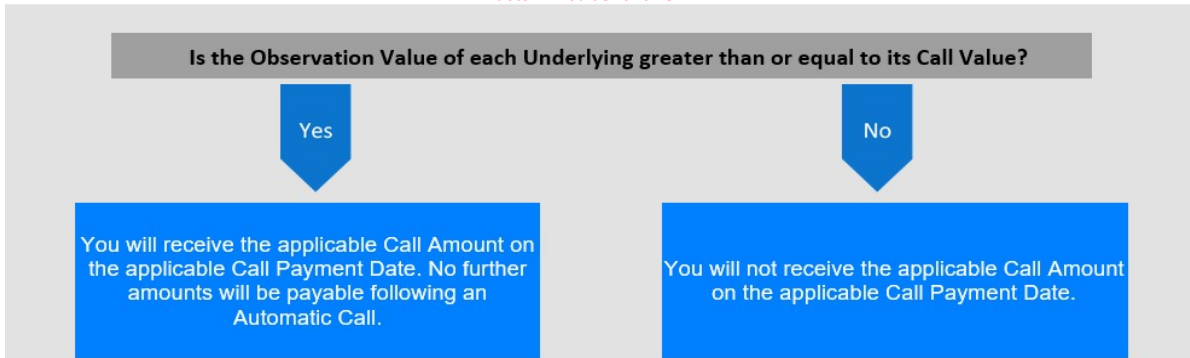 Is the Observation Value of each Underlying greater than or equal to its Call Value?
Yes
No
You will receive the applicable Call Amount on
the applicable Call Payment Date. No further
amounts will be payable following an
Automatic Call.
You will not receive the applicable Call Amount
on the applicable Call Payment Date.